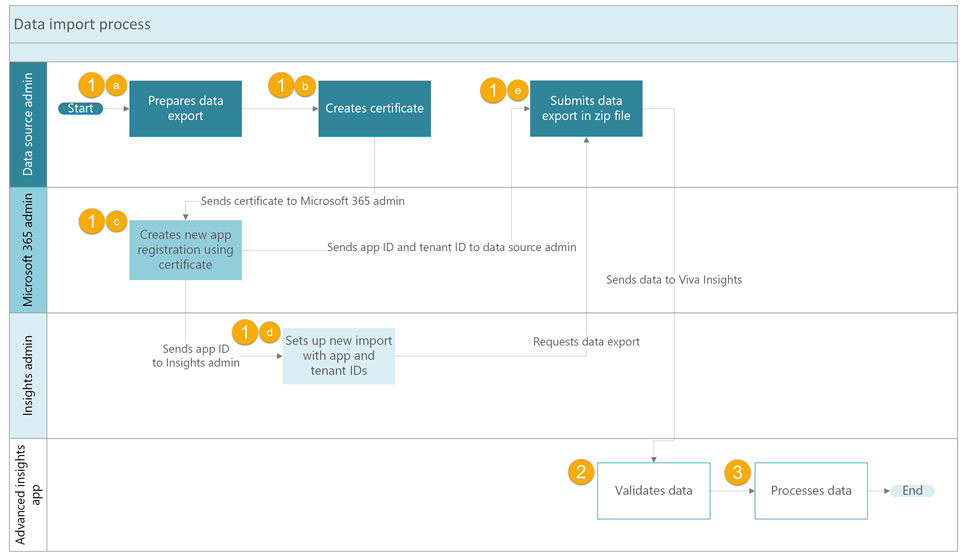 Data import process
Data source admin
Start
1 a
Prepares data
export
1 b
Creates certificate
1 e
Submits data
export in zip file
Microsoft 365 admin
Sends certificate to Microsoft 365 admin
1 c
Creates new app
registration using
certificate
Sends app ID and tenant ID to data source admin
Sends data to Viva Insights
Insights admin
Sends app ID
to Insights admin
1 d
Sets up new import
with app and
tenant IDs
Requests data export
Advanced insights
app
2
Validates data
3
Processes data
End